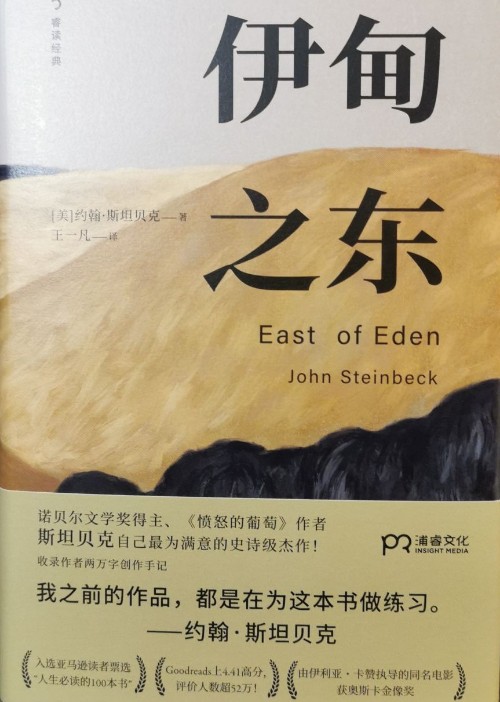 睿读经典
伊甸
之东
[美]约翰·斯坦贝克——著
王一凡——译
East of Eden
John Steinbeck
诺贝尔文学奖得主、《愤怒的葡萄》作者
斯坦贝克自己最为满意的史诗级杰作！
收录作者两万字创作手记
浦睿文化
INSIGHT MEDIA
我之前的作品，都是在为这本书做练习。
——约翰·斯坦贝克
入选亚马逊读者票选
“人生必读的100本书”
Goodreads上4.41高分，
评价人数超52万！
由伊利亚·卡赞执导的同名电影
获奥斯卡金像奖